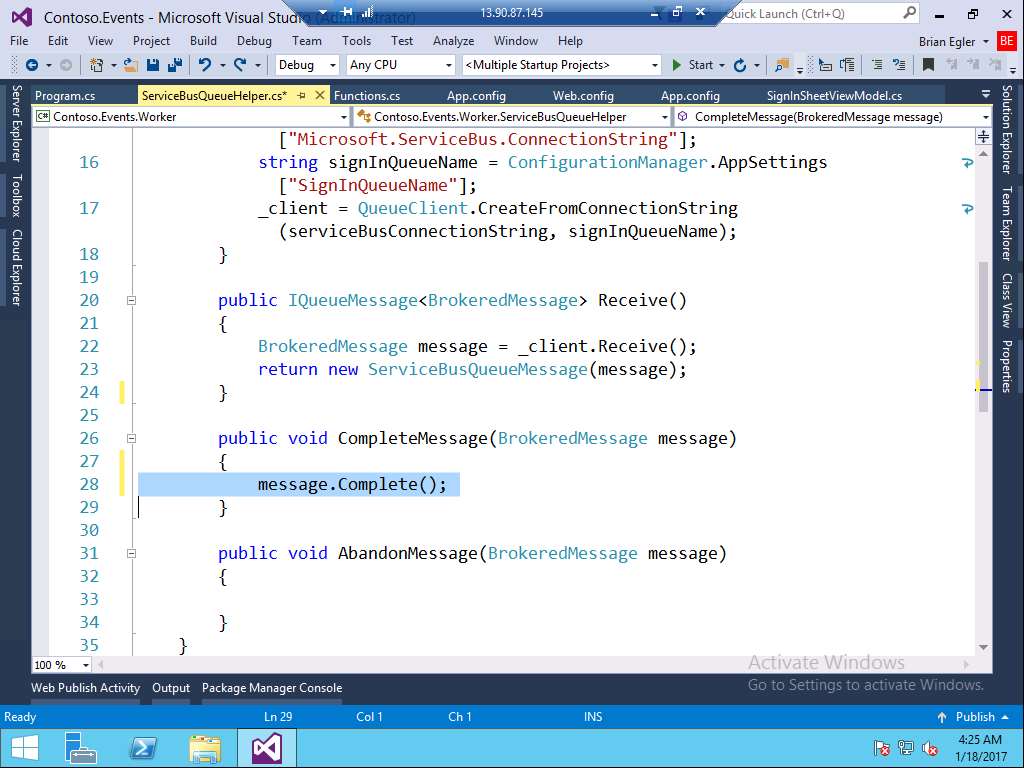 Contoso.Events - Microsoft Visual Studio (Administrator)
13.90.87.145
Quick Launch (Ctrl+Q)
File Edit View Project Build Debug Team Tools Test Analyze Window Help
Brian Egler BE
Debug Any CPU <Multiple Startup Projects> Start
Program.cs ServiceBusQueueHelper.cs* Functions.cs App.config Web.config App.config SignInSheetViewModel.cs
Contoso.Events.Worker Contoso.Events.Worker.ServiceBusQueueHelper CompleteMessage(BrokeredMessage message)
Server Explorer
Toolbox
Cloud Explorer
["Microsoft.ServiceBus.ConnectionString"];
16 string signInQueueName = ConfigurationManager.AppSettings
["SignInQueueName"];
17 _client = QueueClient.CreateFromConnectionString
(serviceBusConnectionString, signInQueueName);
18 }
19
20 public IQueueMessage<BrokeredMessage> Receive()
21 {
22 BrokeredMessage message = _client.Receive();
23 return new ServiceBusQueueMessage(message);
24 }
25
26 public void CompleteMessage(BrokeredMessage message)
27 {
28 message.Complete();
29 }
30
31 public void AbandonMessage(BrokeredMessage message)
32 {
33
34 }
35 }
Solution Explorer
Team Explorer
Class View
Properties
100 %
Activate Windows
Go to Settings to activate Windows.
Web Publish Activity Output Package Manager Console
Ready Ln 29 Col 1 Ch 1 INS Publish
4:25 AM
1/18/2017